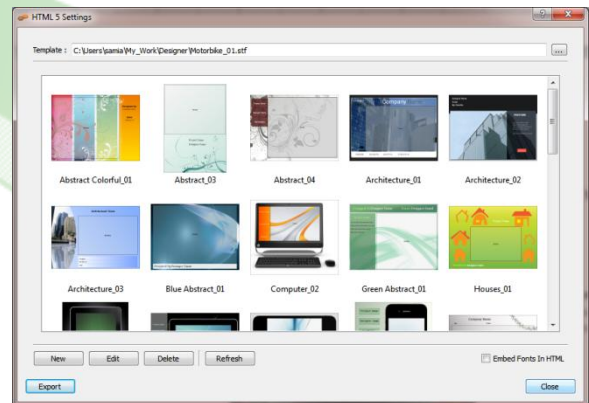 HTML 5 Settings
Template : C:\Users\samia\My_Work\Designer\Motorbike_01.stf
...
Company
Abstract Colorful_01 Abstract_03 Abstract_04 Architecture_01 Architecture_02
Architecture_03 Blue Abstract_01 Computer_02 Green Abstract_01 Houses_01
New Edit Delete Refresh Embed Fonts In HTML
Export Close